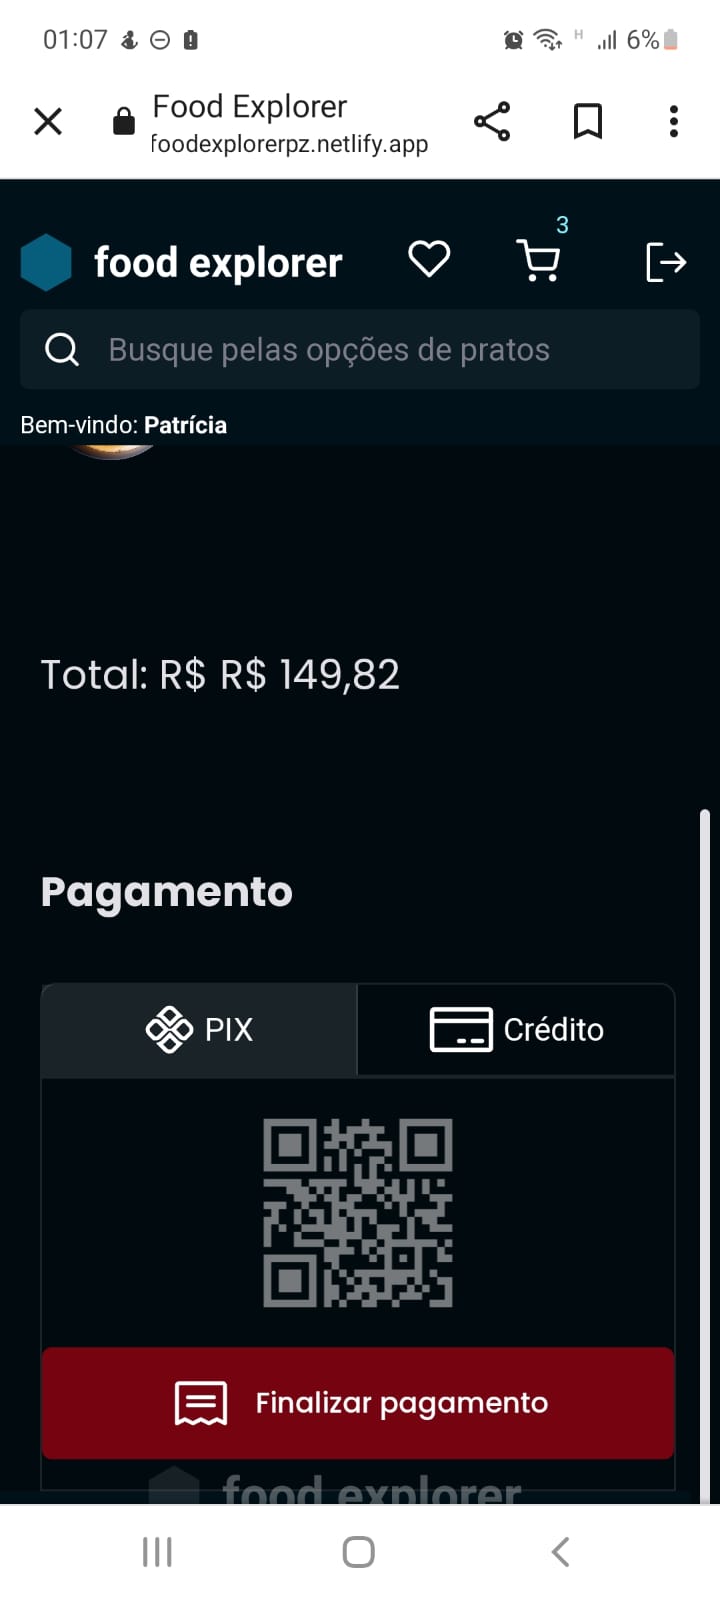 01:07
H
6%
Food Explorer
foodexplorerpz.netlify.app
3
food explorer
Busque pelas opções de pratos
Bem-vindo: Patrícia
Total: R$ R$ 149,82
Pagamento
PIX
Crédito
Finalizar pagamento
food explorer